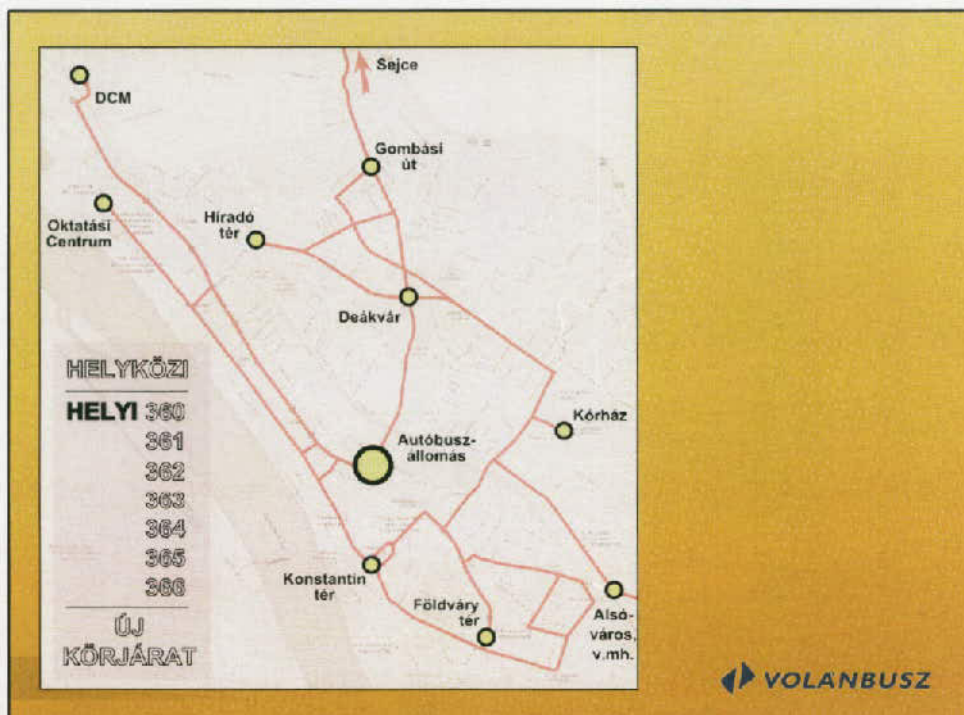 Sejce
DCM
Gombási
út
Oktatási
Centrum
Híradó
tér
Deákvár
HELYKÖZI
HELYI 360
361
362
363
364
365
366
ÚJ
KÖRJÁRAT
Kórház
Autóbusz-
állomás
Konstantin
tér
Földváry
tér
Alsó-
város,
v.mh.
VOLÁNBUSZ